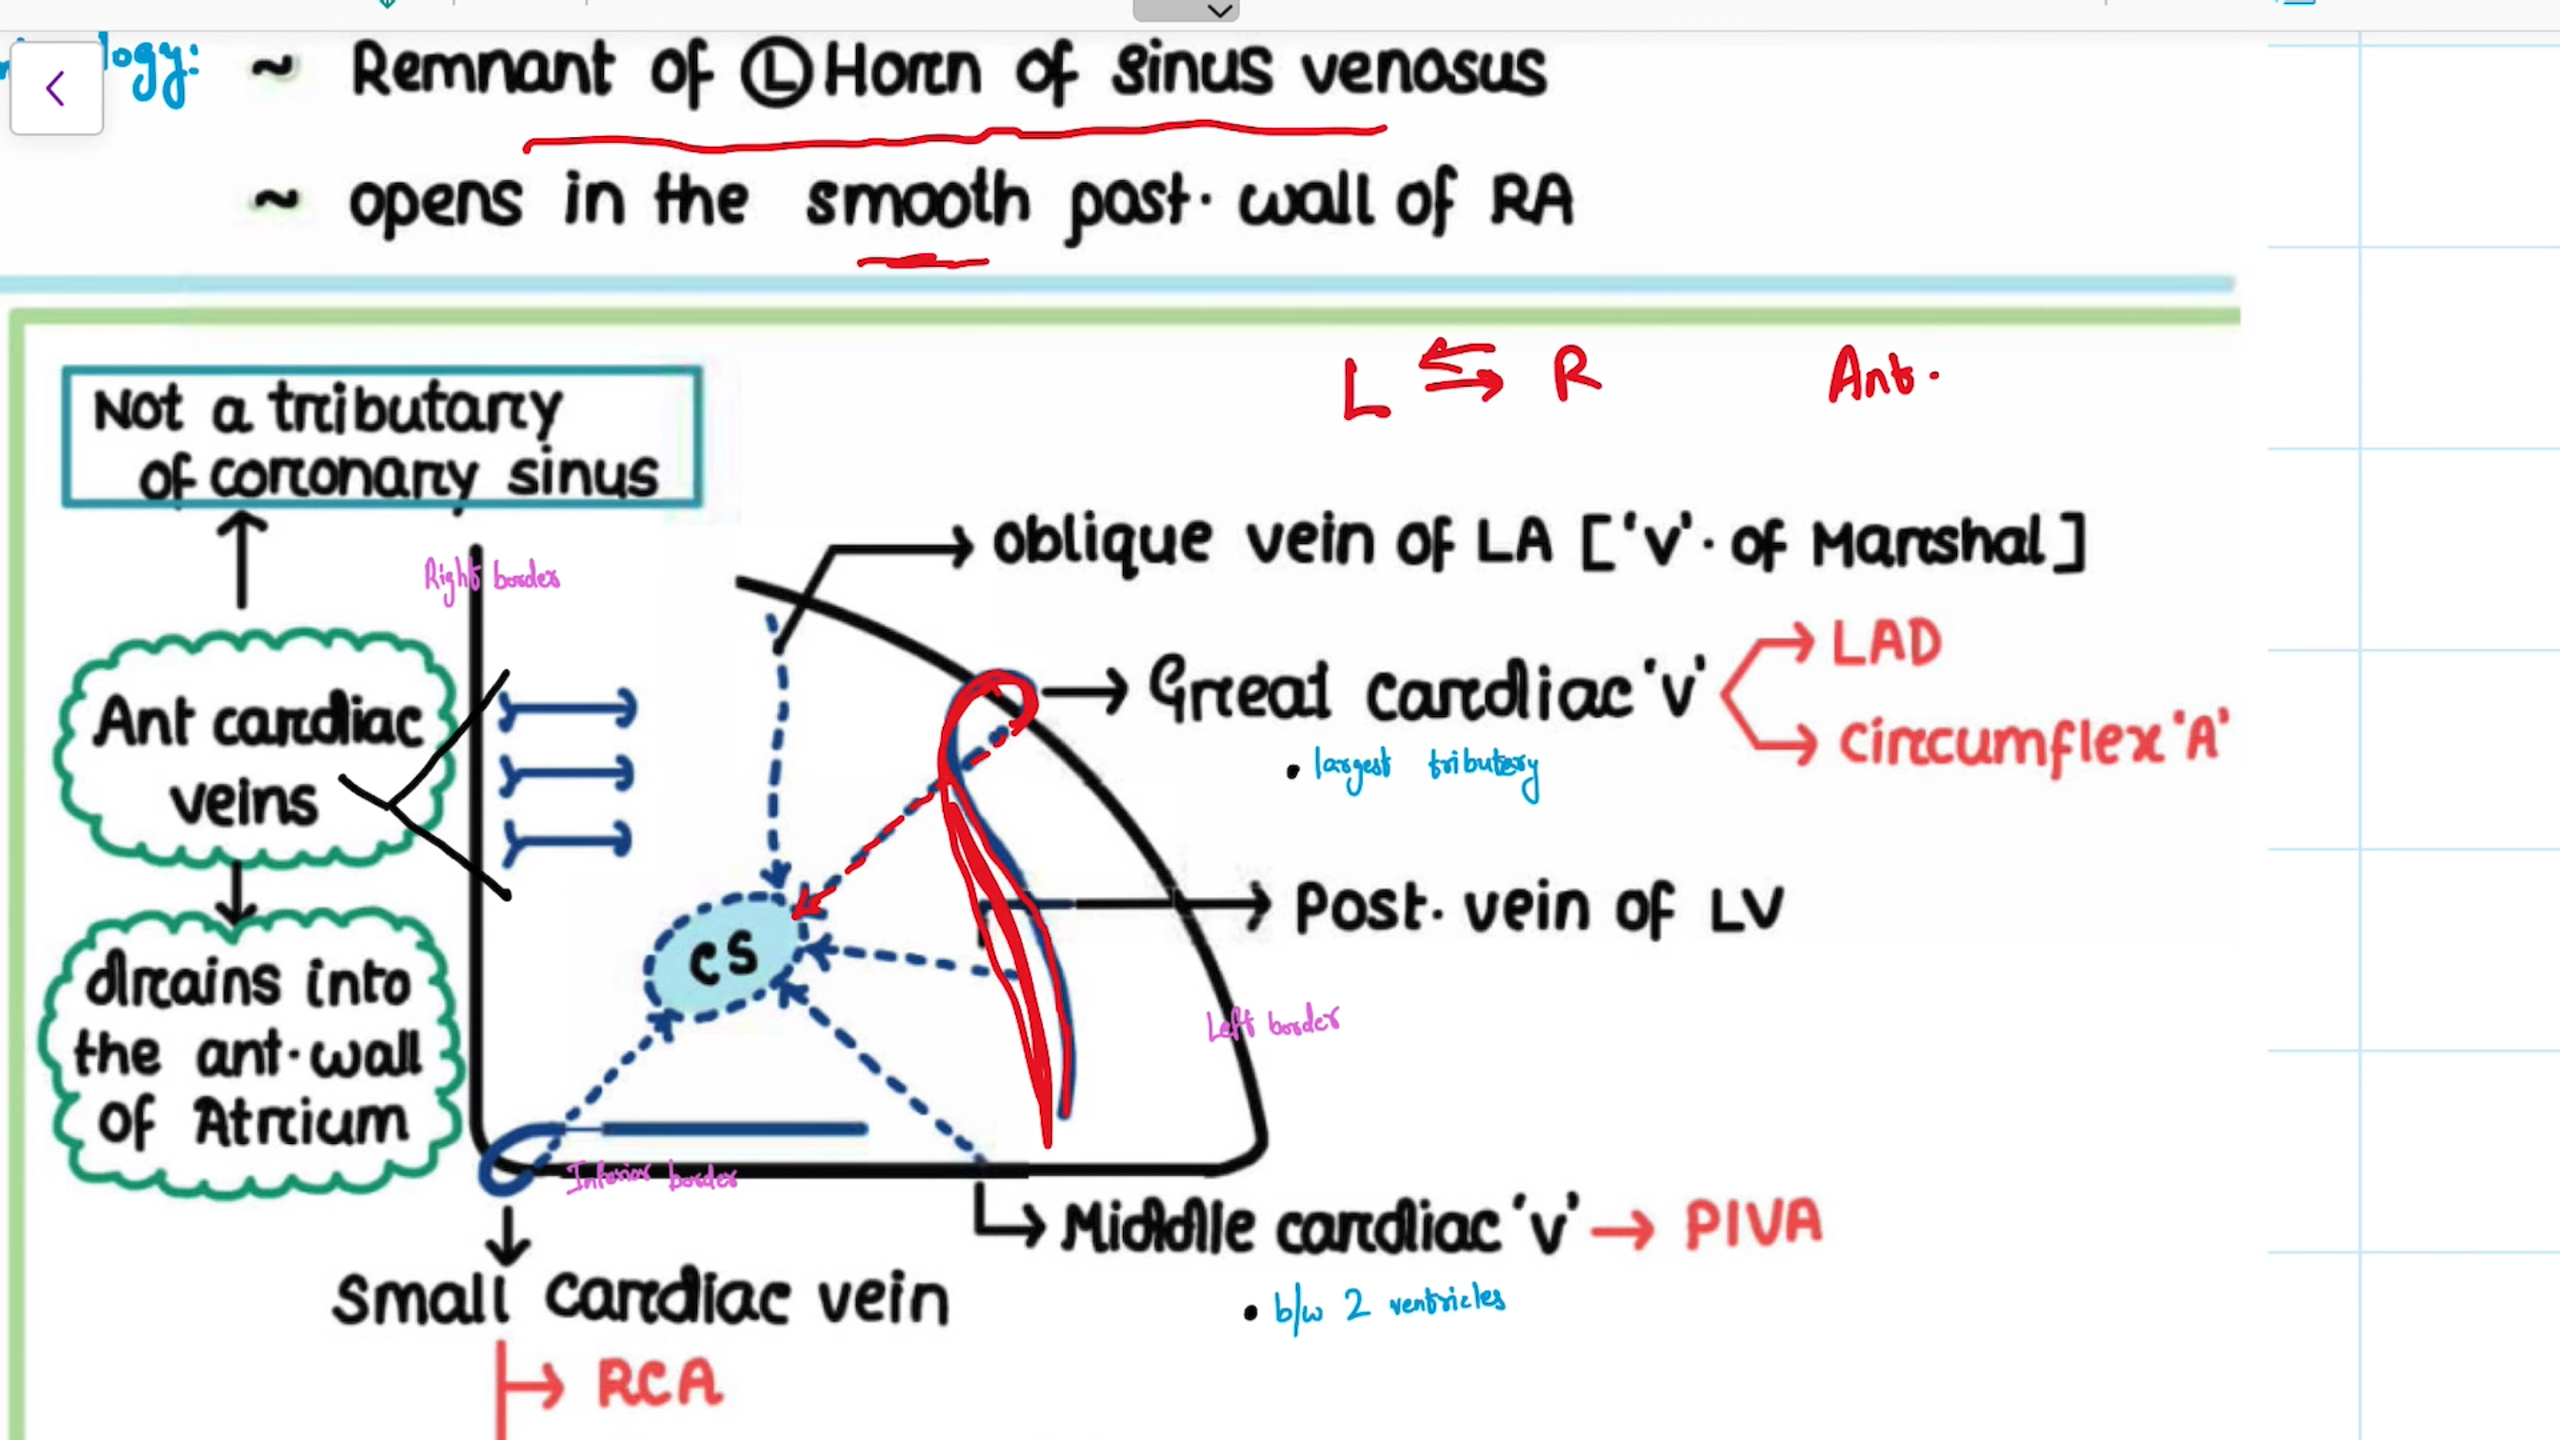 logy: ~ Remnant of Ⓛ Horn of sinus venosus
~ opens in the smooth post. wall of RA
L ⇆ R Ant.
Not a tributary
of coronary sinus
Right border
oblique vein of LA ['v'. of Marshal]
Ant cardiac
veins
Great cardiac 'v'
LAD
circumflex 'A'
• largest tributery
CS
Post. vein of LV
drains into
the ant. wall
of Atrium
Left border
Inferior border
Middle cardiac 'v' → PIVA
• b/w 2 ventricles
small cardiac vein
RCA